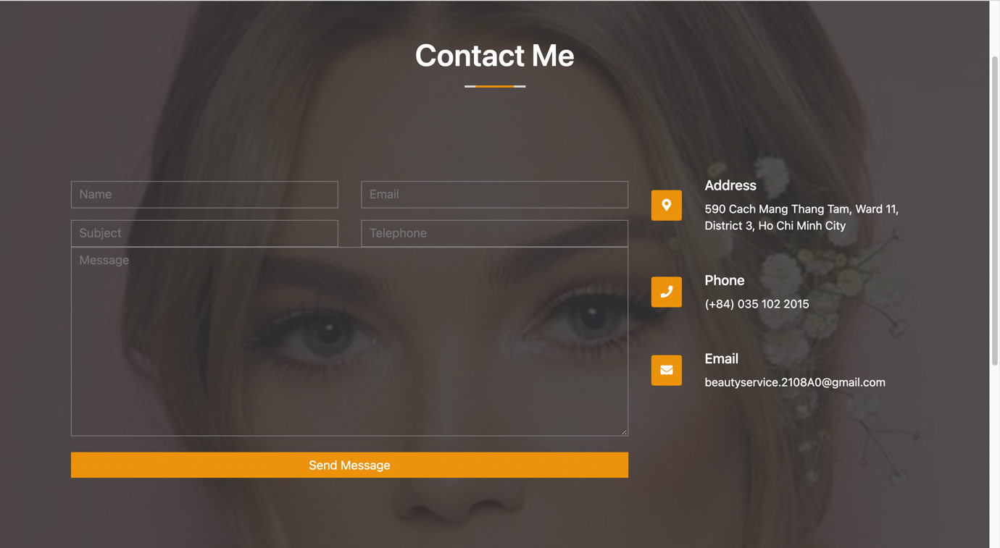 Contact Me
Name
Email
Subject
Telephone
Message
Send Message
Address
590 Cach Mang Thang Tam, Ward 11,
District 3, Ho Chi Minh City
Phone
(+84) 035 102 2015
Email
beautyservice.2108A0@gmail.com